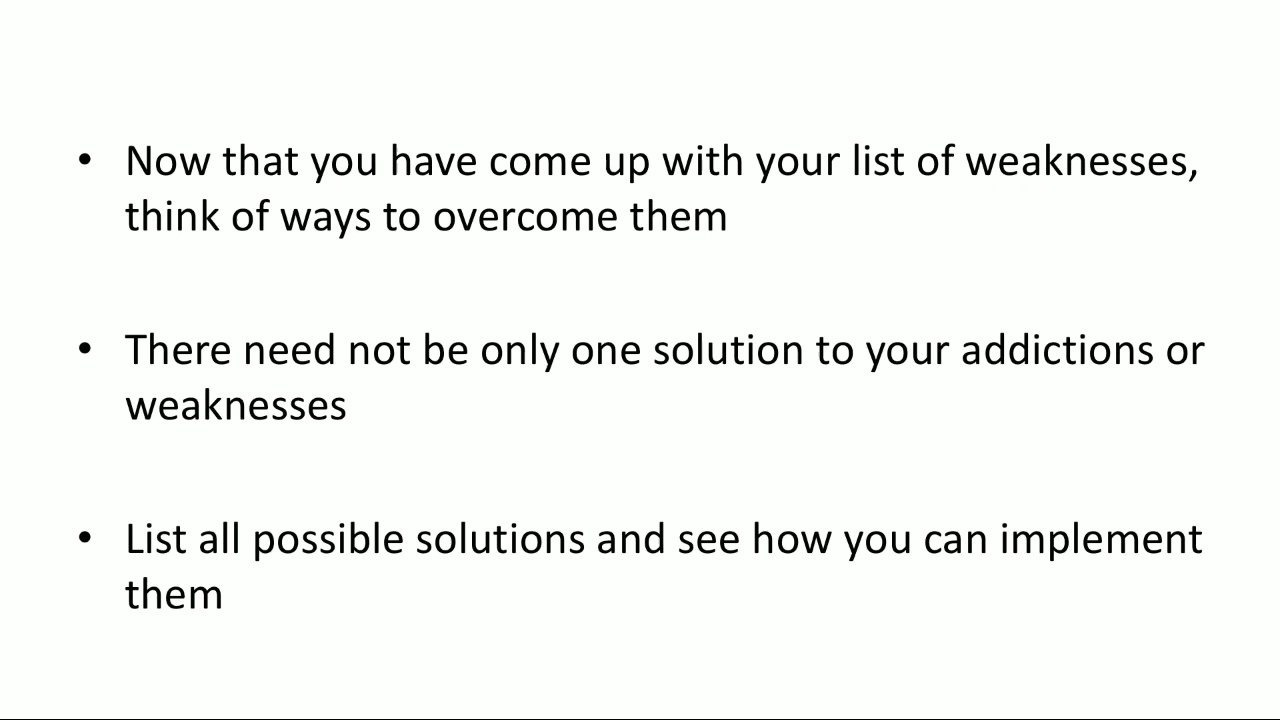 • Now that you have come up with your list of weaknesses,
think of ways to overcome them
• There need not be only one solution to your addictions or
weaknesses
• List all possible solutions and see how you can implement
them